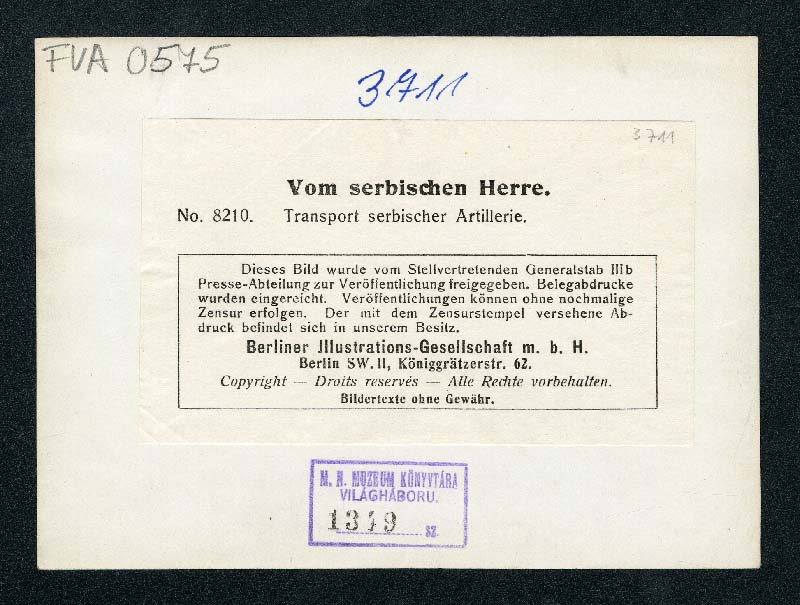 FVA 0575
3711
3711
Vom serbischen Herre.
No. 8210. Transport serbischer Artillerie.
Dieses Bild wurde vom Stellvertretenden Generalstab IIIb
Presse-Abteilung zur Veröffentlichung freigegeben. Belegabdrucke
wurden eingereicht. Veröffentlichungen können ohne nochmalige
Zensur erfolgen. Der mit dem Zensurstempel versehene Ab-
druck befindet sich in unserem Besitz.
Berliner Illustrations-Gesellschaft m. b. H.
Berlin SW. 11, Königgrätzerstr. 62.
Copyright — Droits reservés — Alle Rechte vorbehalten.
Bildertexte ohne Gewähr.
M. N. MUZEUM KÖNYVTÁRA
VILÁGHÁBORU.
1349 SZ.